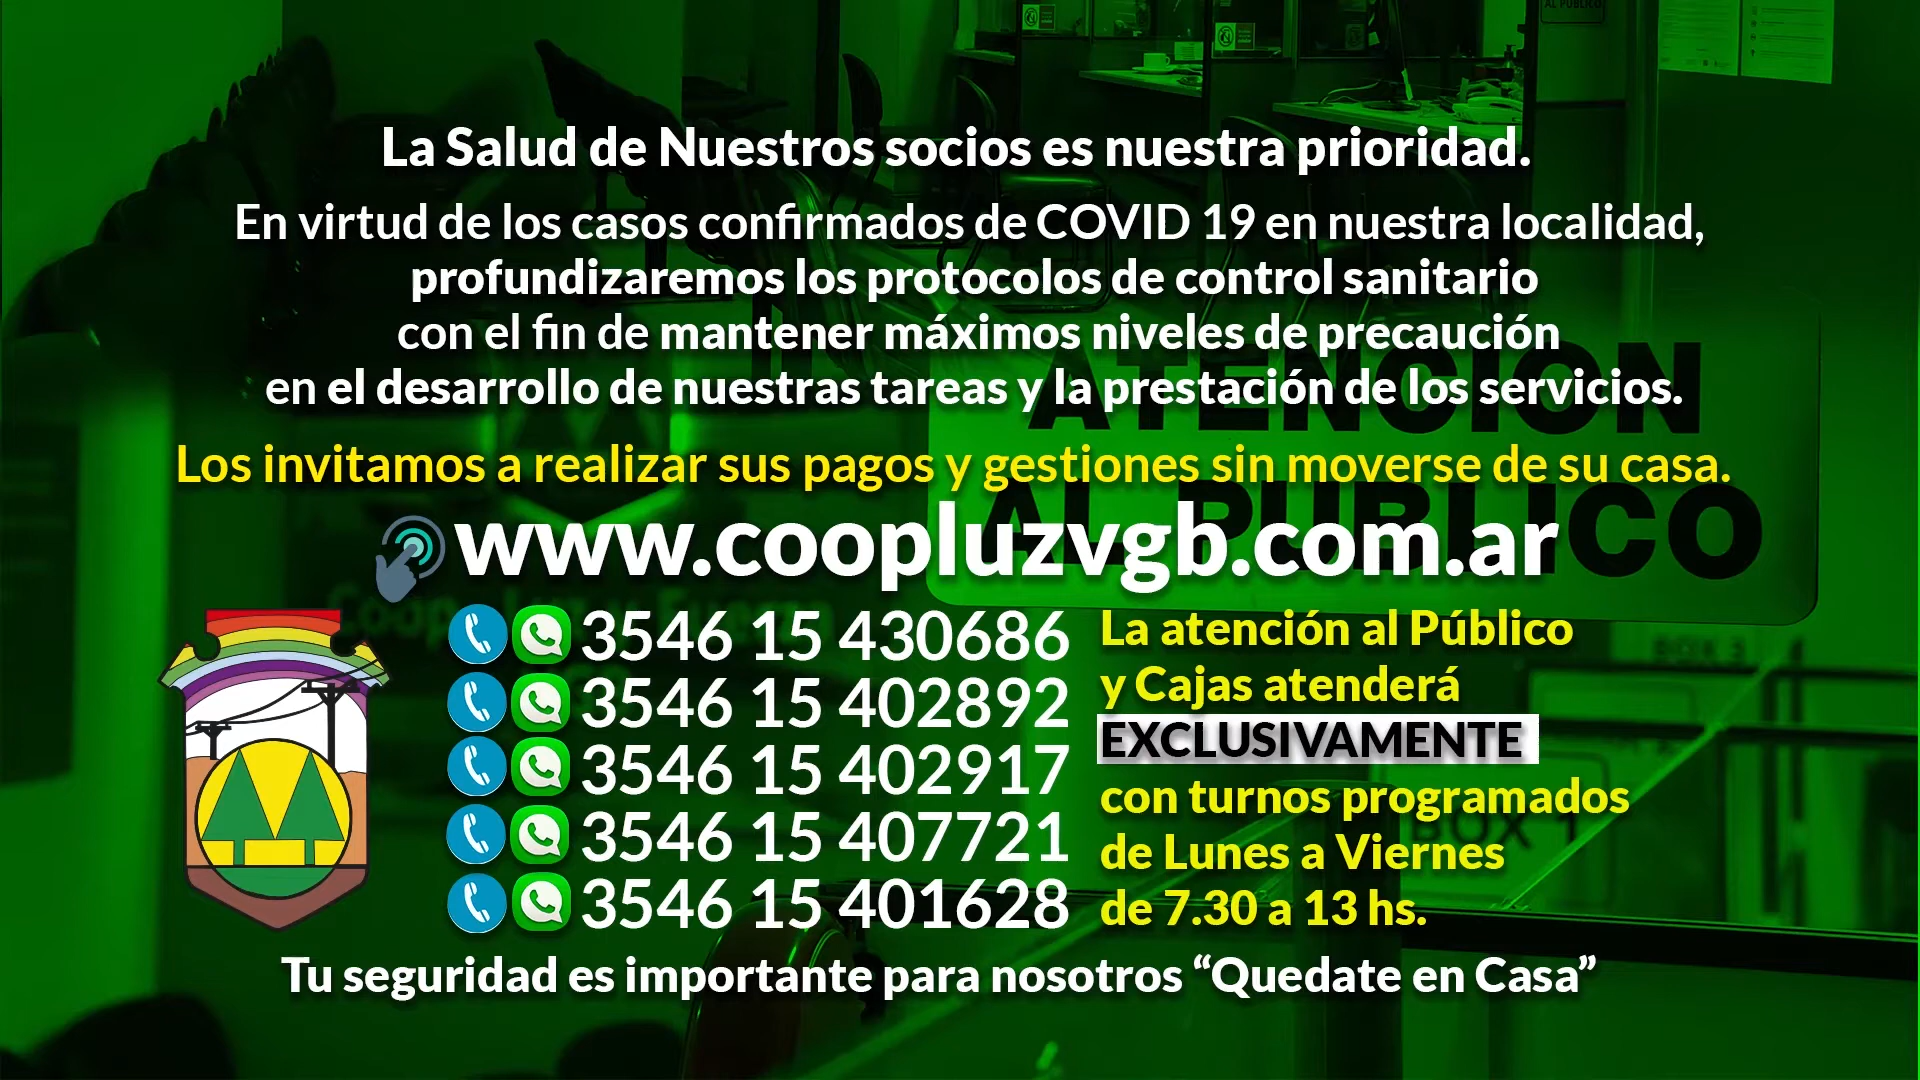 La Salud de Nuestros socios es nuestra prioridad.
En virtud de los casos confirmados de COVID 19 en nuestra localidad,
profundizaremos los protocolos de control sanitario
con el fin de mantener máximos niveles de precaución
en el desarrollo de nuestras tareas y la prestación de los servicios.
ATENCION
AL PUBLICO
Los invitamos a realizar sus pagos y gestiones sin moverse de su casa.
www.coopluzvgb.com.ar
3546 15 430686
3546 15 402892
3546 15 402917
3546 15 407721
3546 15 401628
La atención al Público
y Cajas atenderá
EXCLUSIVAMENTE
con turnos programados
de Lunes a Viernes
de 7.30 a 13 hs.
BOX 1
Tu seguridad es importante para nosotros “Quedate en Casa”